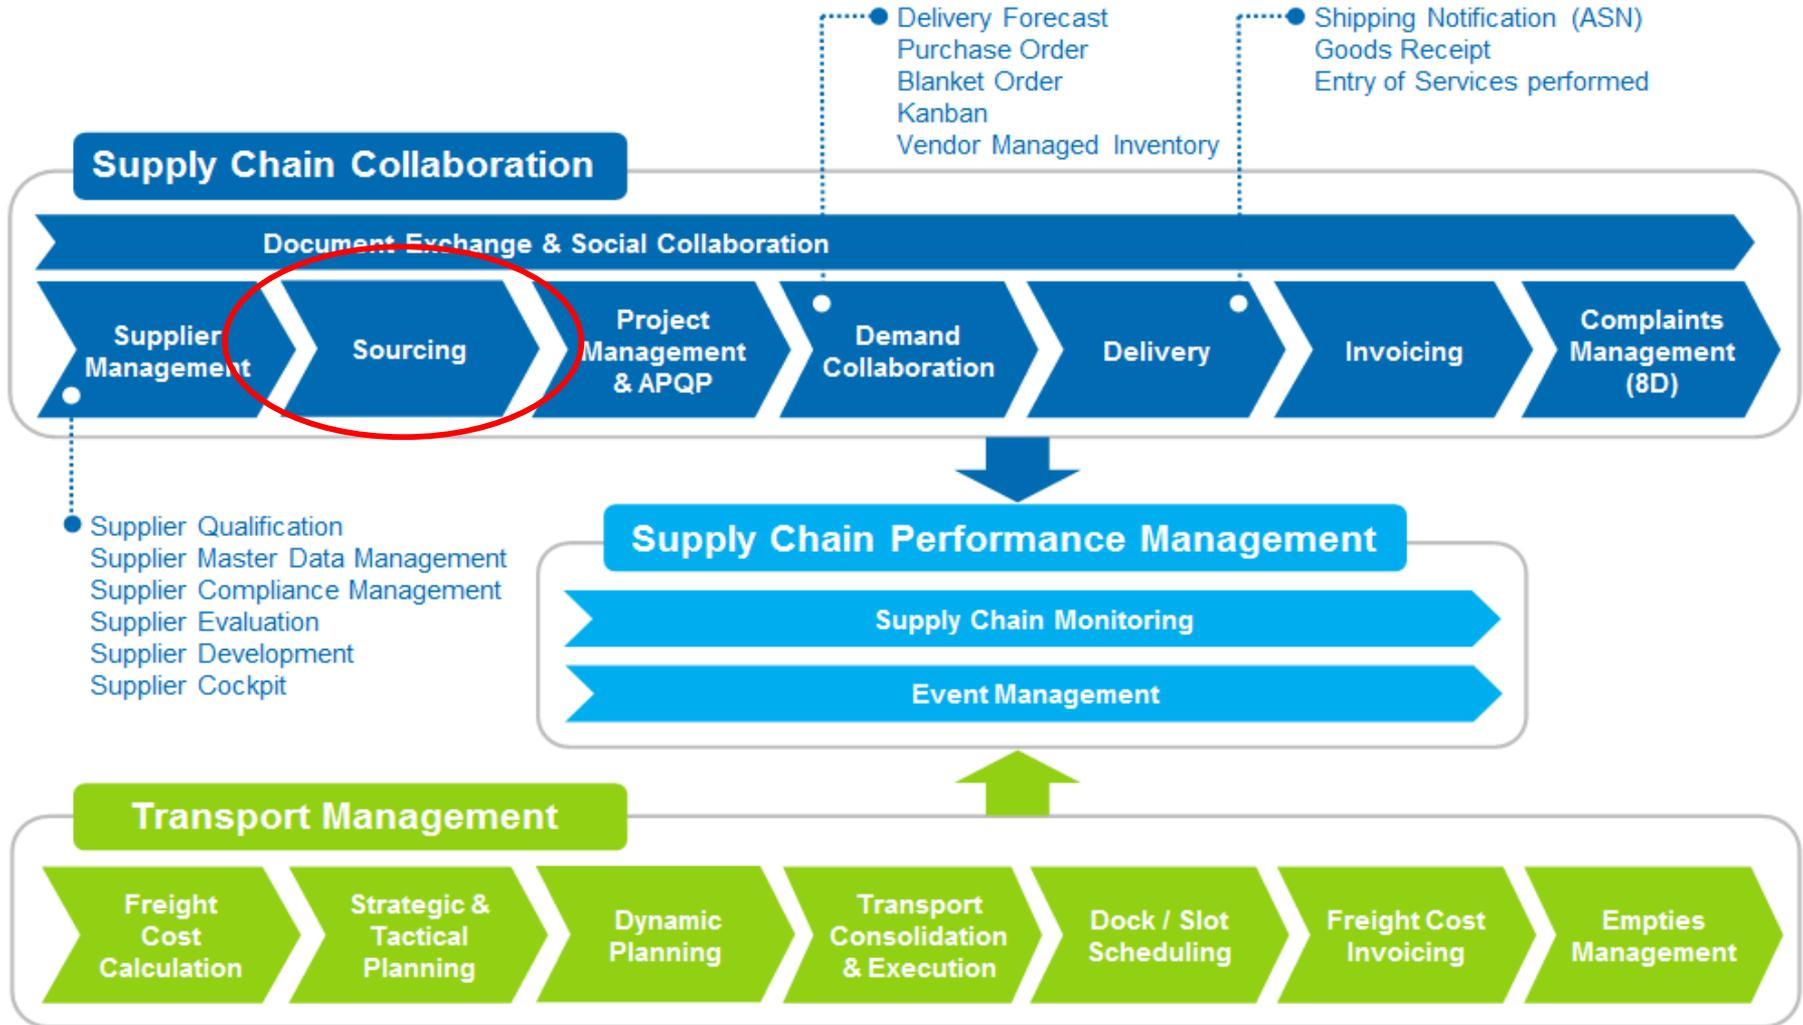 Delivery Forecast
Purchase Order
Blanket Order
Kanban
Vendor Managed Inventory
Shipping Notification (ASN)
Goods Receipt
Entry of Services performed
Supply Chain Collaboration
Document Exchange & Social Collaboration
Supplier
Management
Sourcing
Project
Management
& APQP
Demand
Collaboration
Delivery
Invoicing
Complaints
Management
(8D)
Supplier Qualification
Supplier Master Data Management
Supplier Compliance Management
Supplier Evaluation
Supplier Development
Supplier Cockpit
Supply Chain Performance Management
Supply Chain Monitoring
Event Management
Transport Management
Freight
Cost
Calculation
Strategic &
Tactical
Planning
Dynamic
Planning
Transport
Consolidation
& Execution
Dock / Slot
Scheduling
Freight Cost
Invoicing
Empties
Management